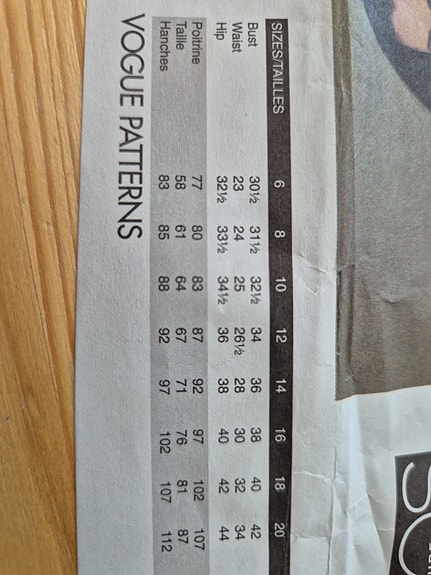 SIZES/TAILLES 6 8 10 12 14 16 18 20
Bust 30½ 31½ 32½ 34 36 38 40 42
Waist 23 24 25 26½ 28 30 32 34
Hip 32½ 33½ 34½ 36 38 40 42 44
Poitrine 77 80 83 87 92 97 102 107
Taille 58 61 64 67 71 76 81 87
Hanches 83 85 88 92 97 102 107 112
VOGUE PATTERNS